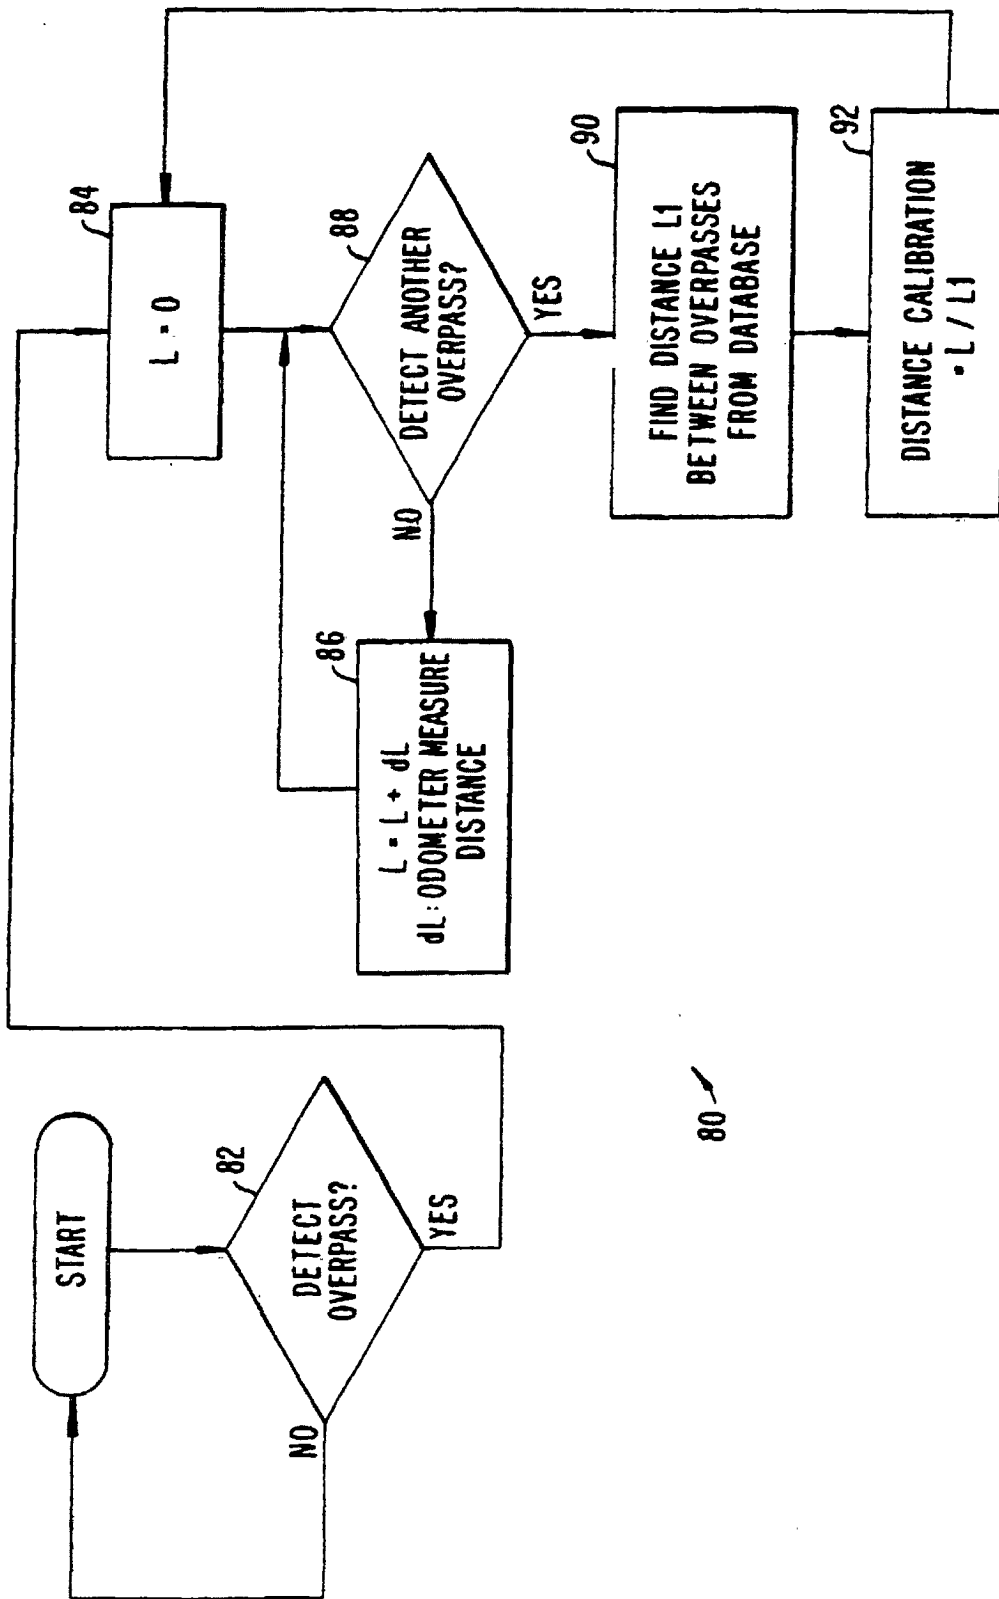 START
82
DETECT
OVERPASS?
NO
YES
84
L = 0
88
DETECT ANOTHER
OVERPASS?
NO
YES
86
L = L + dL
dL: ODOMETER MEASURE
DISTANCE
90
FIND DISTANCE L1
BETWEEN OVERPASSES
FROM DATABASE
92
DISTANCE CALIBRATION
= L / L1
80